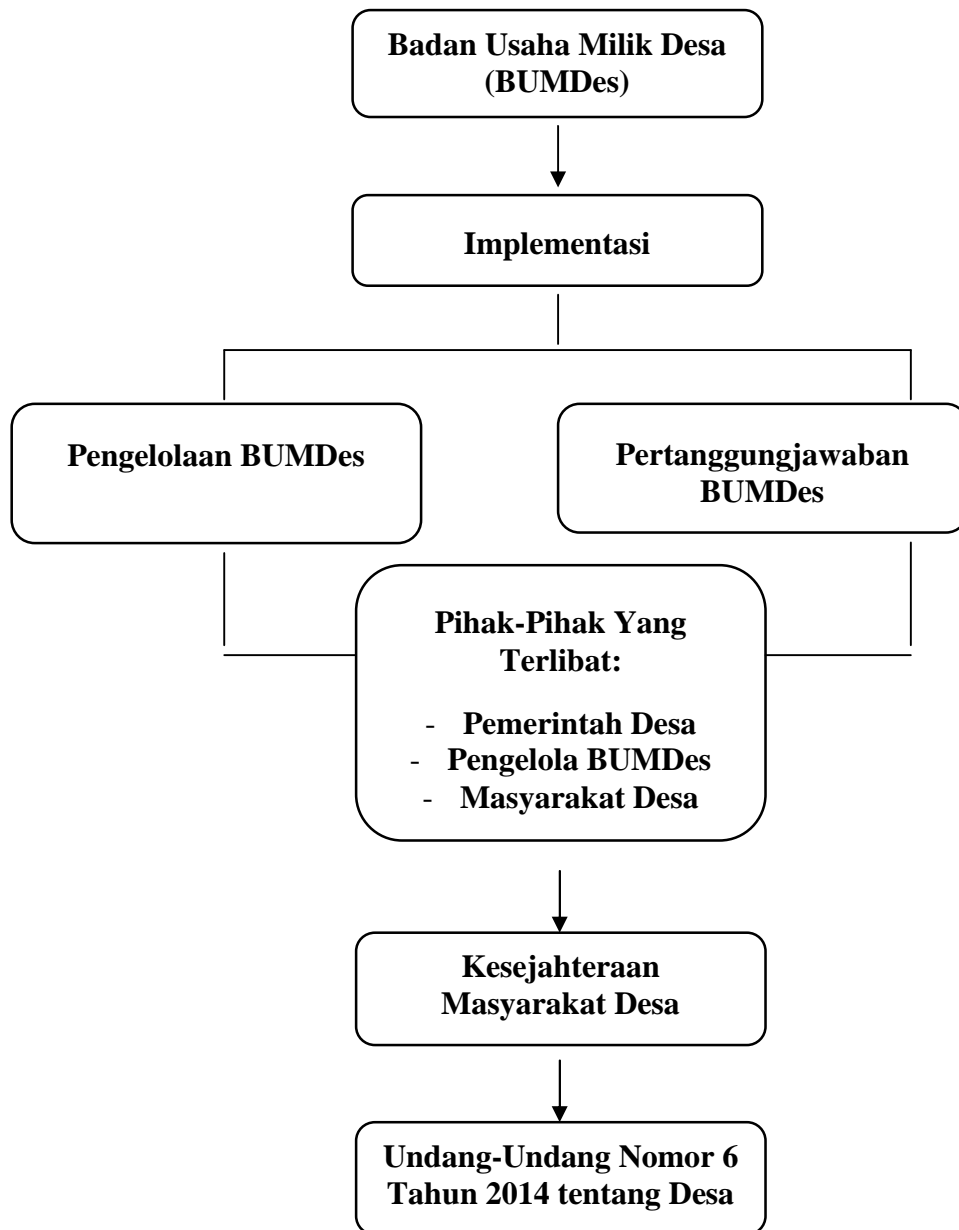 Badan Usaha Milik Desa
(BUMDes)
Implementasi
Pengelolaan BUMDes
Pertanggungjawaban
BUMDes
Pihak-Pihak Yang
Terlibat:
- Pemerintah Desa
- Pengelola BUMDes
- Masyarakat Desa
Kesejahteraan
Masyarakat Desa
Undang-Undang Nomor 6
Tahun 2014 tentang Desa